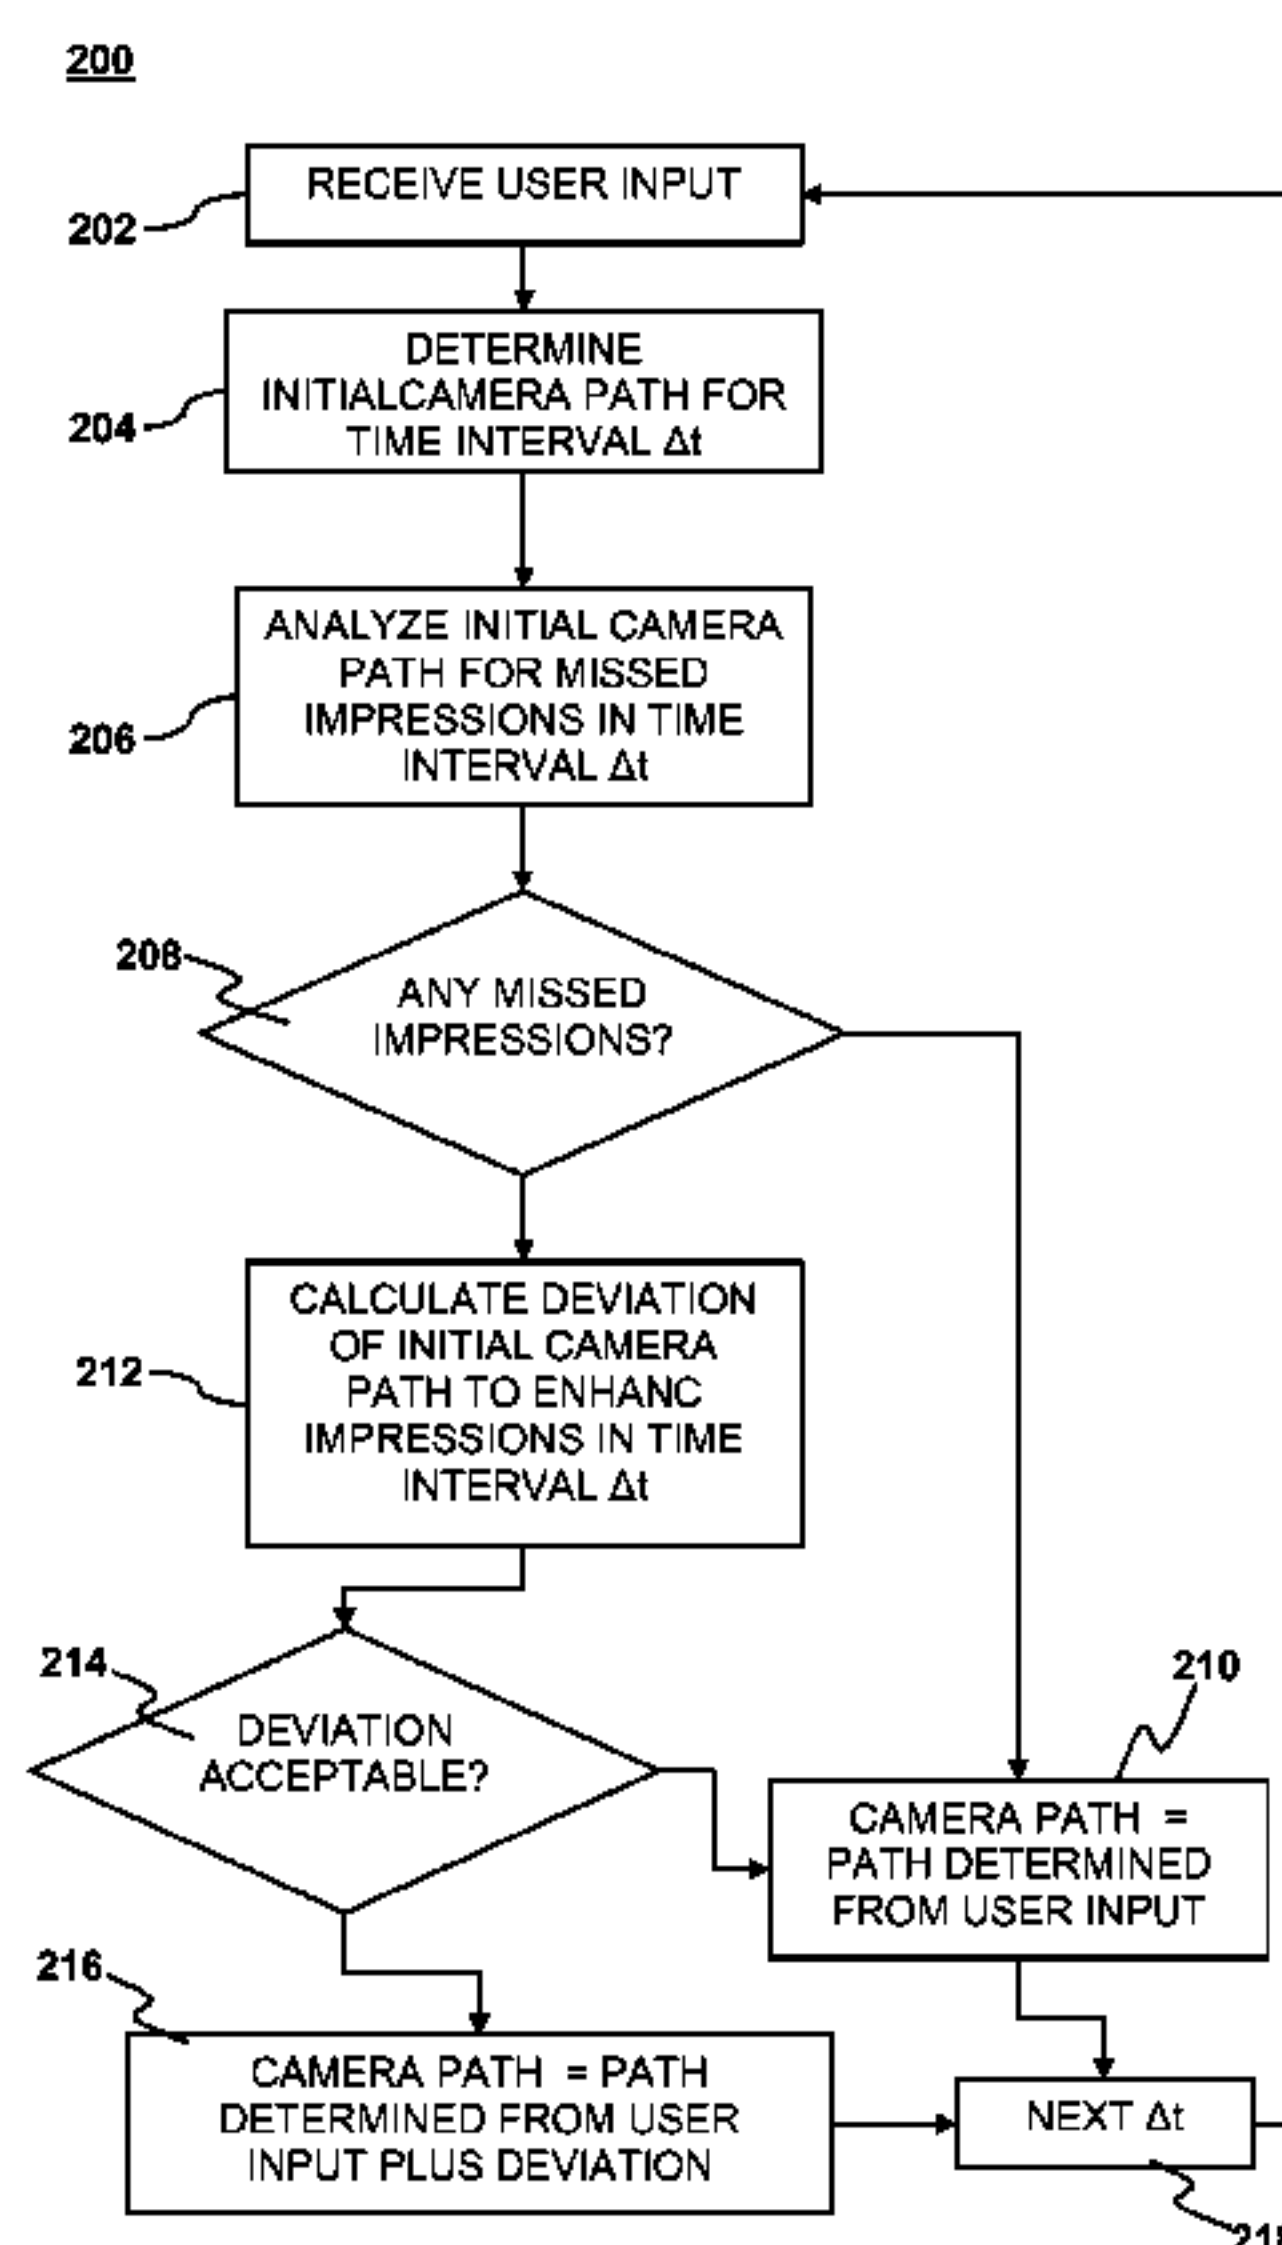 200
RECEIVE USER INPUT
202
DETERMINE
INITIALCAMERA PATH FOR
TIME INTERVAL Δt
204
ANALYZE INITIAL CAMERA
PATH FOR MISSED
IMPRESSIONS IN TIME
INTERVAL Δt
206
208
ANY MISSED
IMPRESSIONS?
CALCULATE DEVIATION
OF INITIAL CAMERA
PATH TO ENHANC
IMPRESSIONS IN TIME
INTERVAL Δt
212
214
DEVIATION
ACCEPTABLE?
210
CAMERA PATH =
PATH DETERMINED
FROM USER INPUT
216
CAMERA PATH = PATH
DETERMINED FROM USER
INPUT PLUS DEVIATION
NEXT Δt